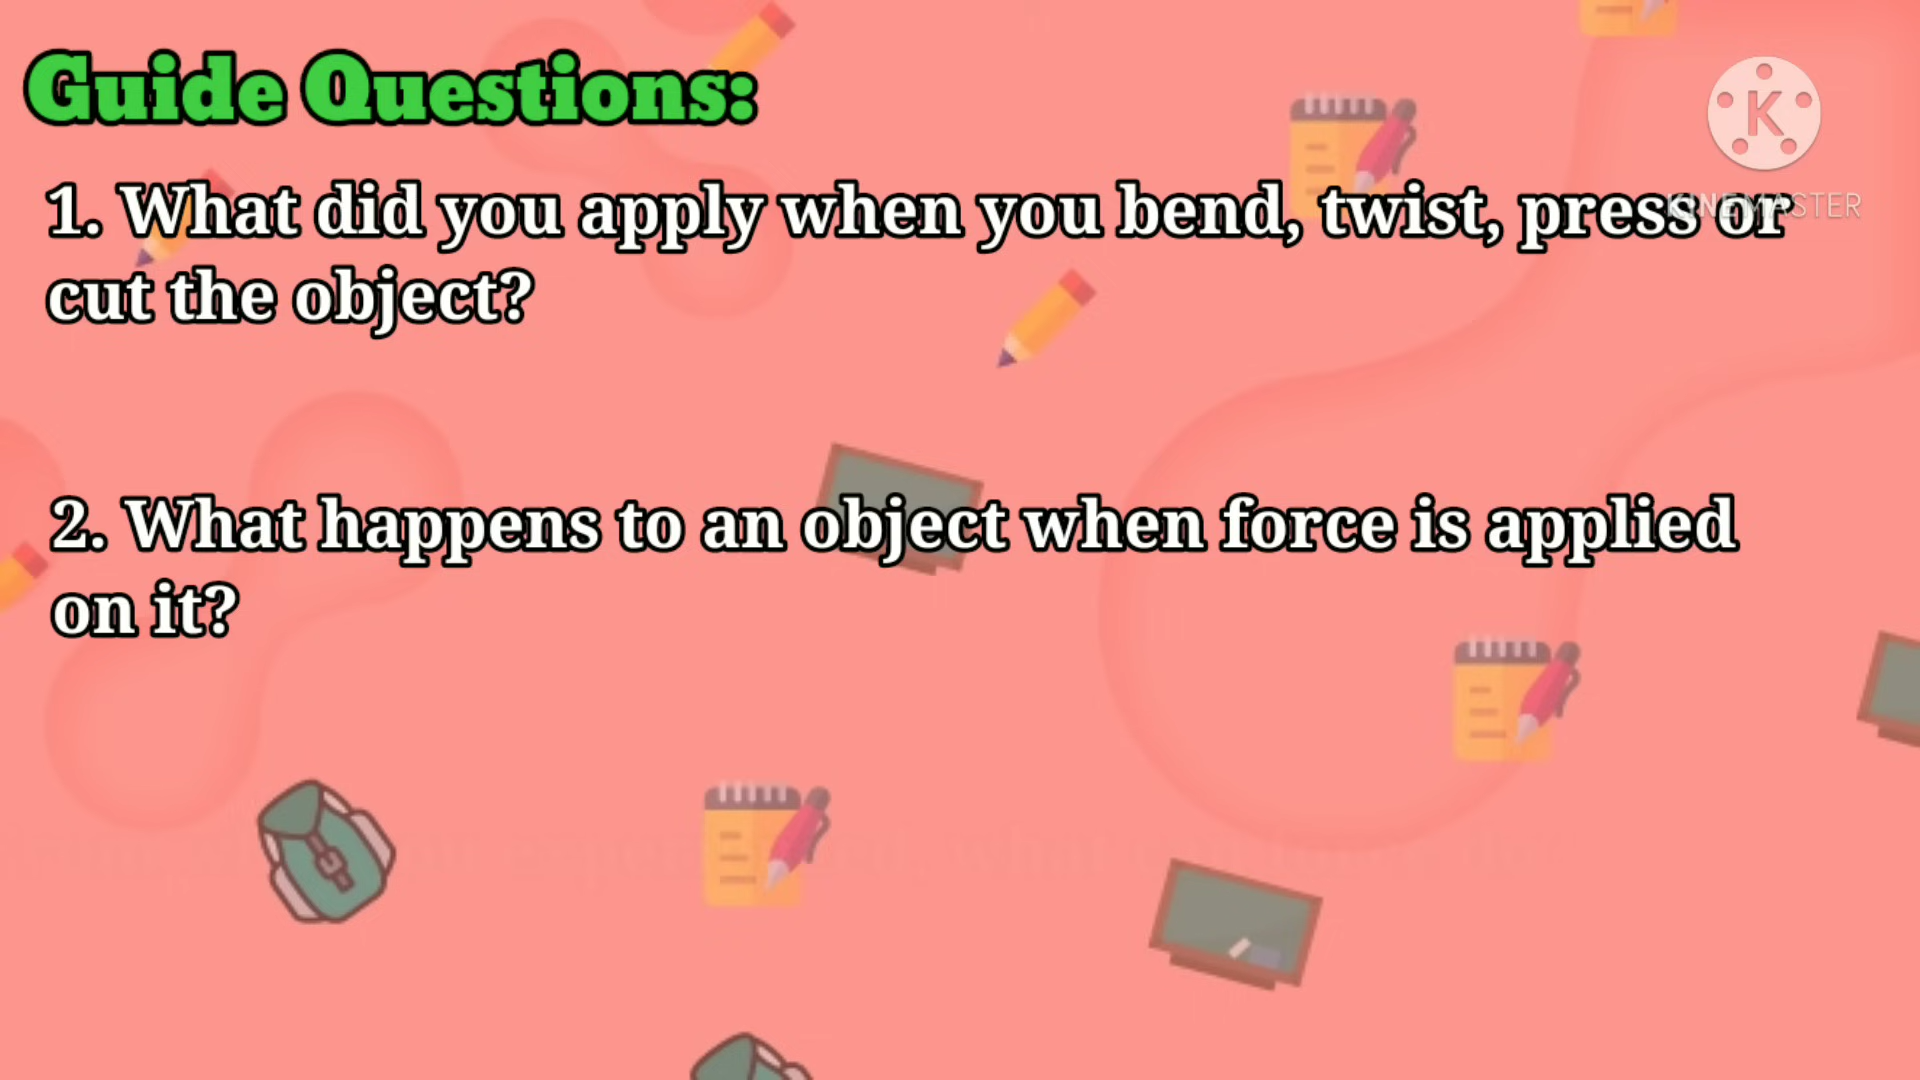 Guide Questions:
K
KINEMASTER
1. What did you apply when you bend, twist, press or
cut the object?
2. What happens to an object when force is applied
on it?